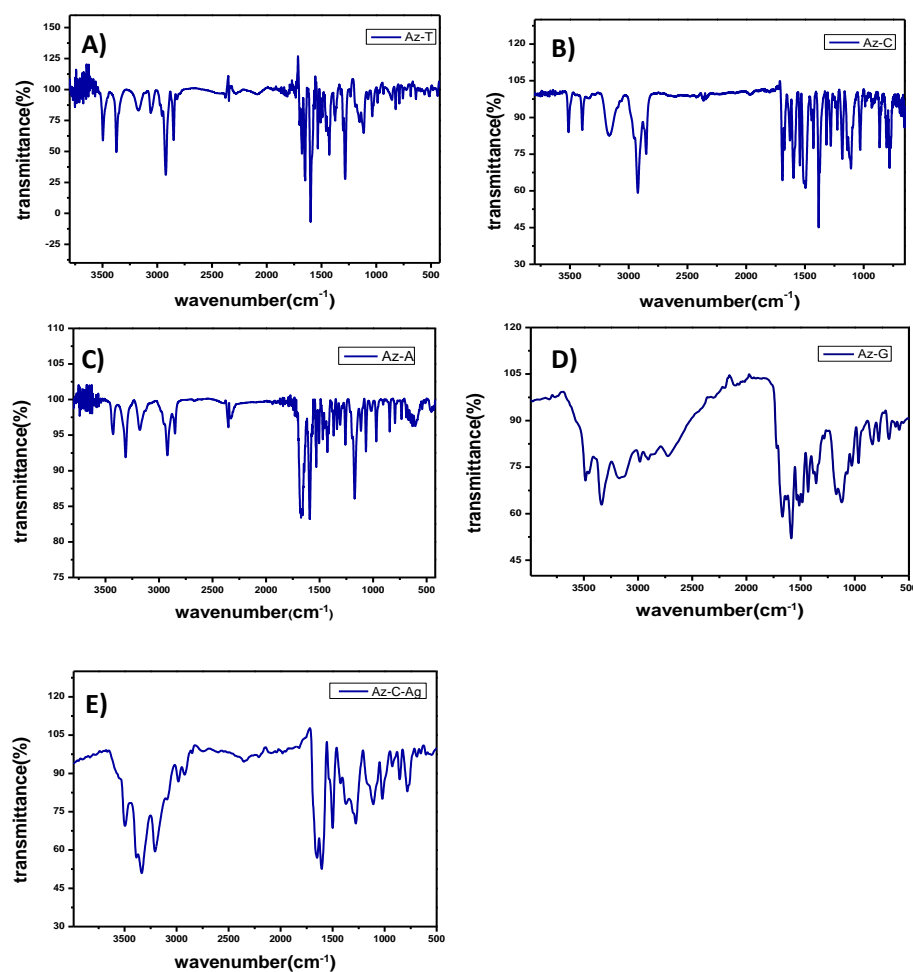 A)
Az-T
transmittance(%)
160
150
125
100
75
50
25
0
-25
3500 3000 2500 2000 1500 1000 500
wavenumber(cm-1)
B)
Az-C
transmittance(%)
120
105
90
75
60
45
30
3500 3000 2500 2000 1500 1000
wavenumber(cm-1)
C)
Az-A
transmittance(%)
110
105
100
95
90
85
80
75
3500 3000 2500 2000 1500 1000 500
wavenumber(cm-1)
D)
Az-G
transmittance(%)
120
105
90
75
60
45
3500 3000 2500 2000 1500 1000 500
wavenumber(cm-1)
E)
Az-C-Ag
transmittance(%)
120
105
90
75
60
45
30
3500 3000 2500 2000 1500 1000 500
wavenumber(cm-1)